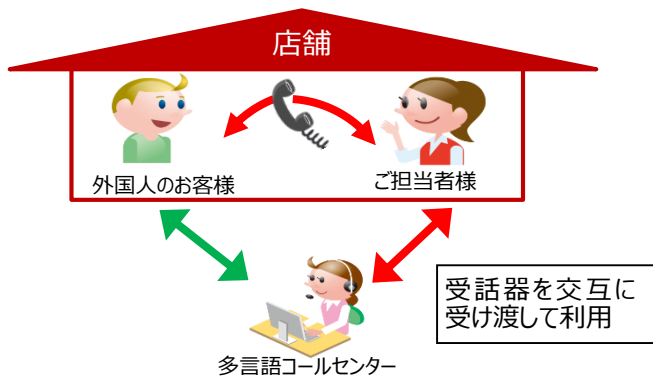 店舗
外国人のお客様
ご担当者様
受話器を交互に
受け渡して利用
多言語コールセンター